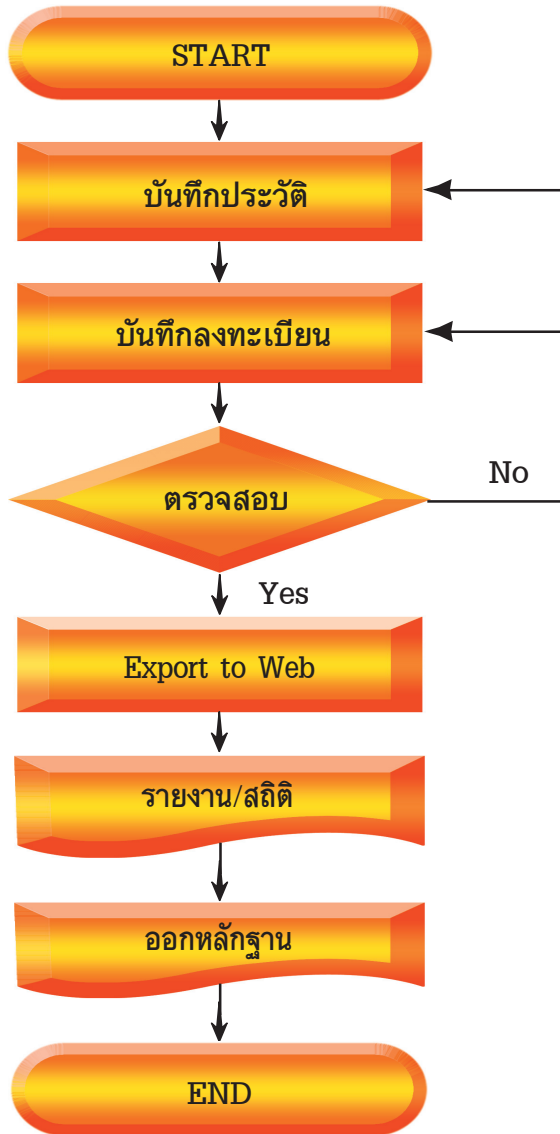 START
บันทึกประวัติ
บันทึกลงทะเบียน
ตรวจสอบ
No
Yes
Export to Web
รายงาน/สถิติ
ออกหลักฐาน
END